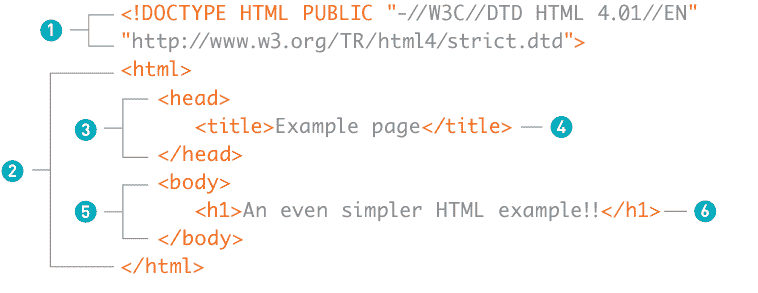 1 <!DOCTYPE HTML PUBLIC "-//W3C//DTD HTML 4.01//EN"
"http://www.w3.org/TR/html4/strict.dtd">
<html>
<head>
3 <title>Example page</title> 4
</head>
2
<body>
5 <h1>An even simpler HTML example!!</h1> 6
</body>
</html>